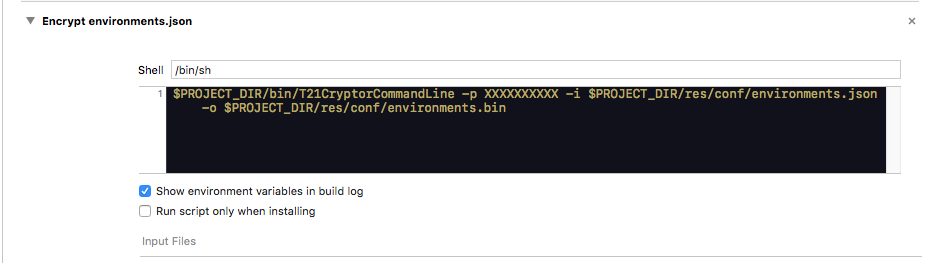 Encrypt environments.json
Shell /bin/sh
1 $PROJECT_DIR/bin/T21CryptorCommandLine -p XXXXXXXXXX -i $PROJECT_DIR/res/conf/environments.json
-o $PROJECT_DIR/res/conf/environments.bin
Show environment variables in build log
Run script only when installing
Input Files